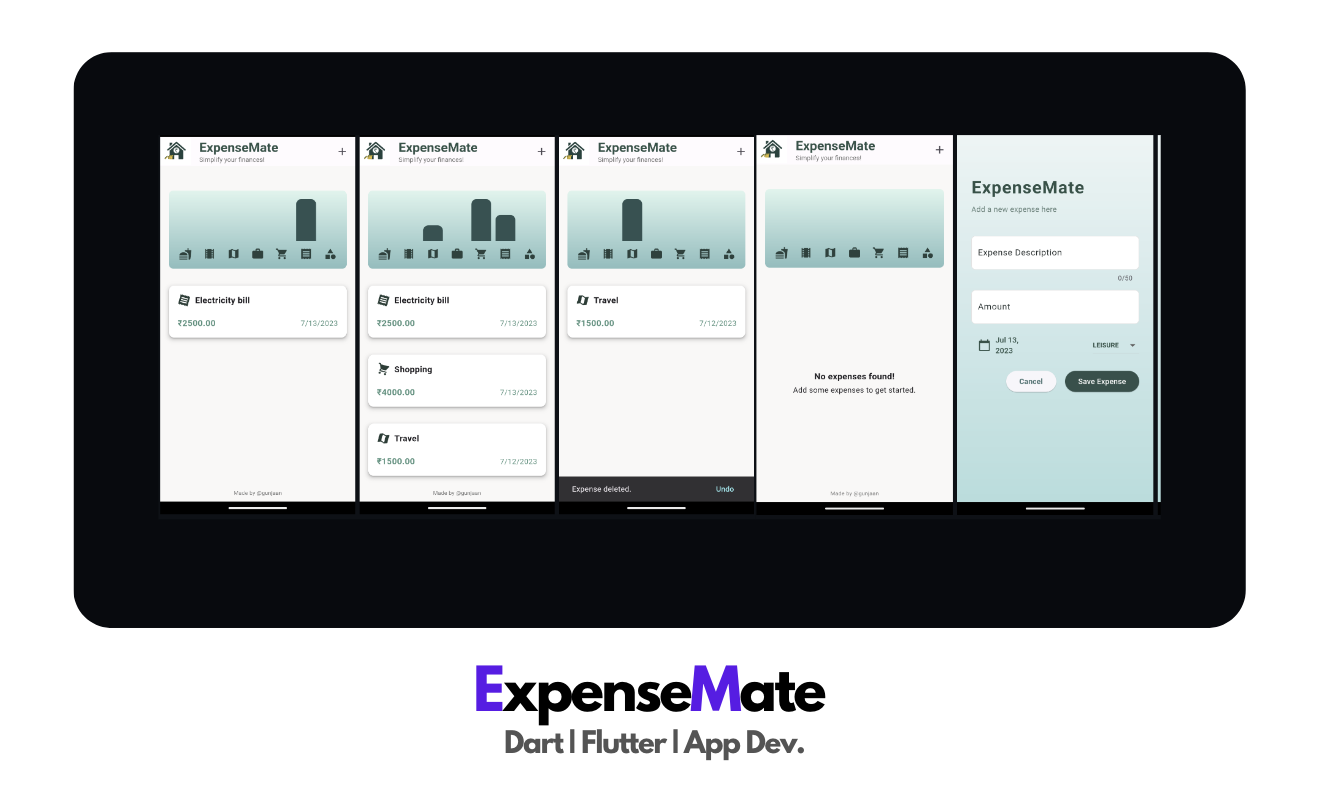 ExpenseMate
Simplify your finances!
Electricity bill
₹2500.00 7/13/2023
Made by @gunjaan
ExpenseMate
Simplify your finances!
Electricity bill
₹2500.00 7/13/2023
Shopping
₹4000.00 7/13/2023
Travel
₹1500.00 7/12/2023
Made by @gunjaan
ExpenseMate
Simplify your finances!
Travel
₹1500.00 7/12/2023
Expense deleted. Undo
ExpenseMate
Simplify your finances!
No expenses found!
Add some expenses to get started.
Made by @gunjaan
ExpenseMate
Add a new expense here
Expense Description
0/50
Amount
Jul 13,
2023
LEISURE
Cancel Save Expense
ExpenseMate
Dart | Flutter | App Dev.